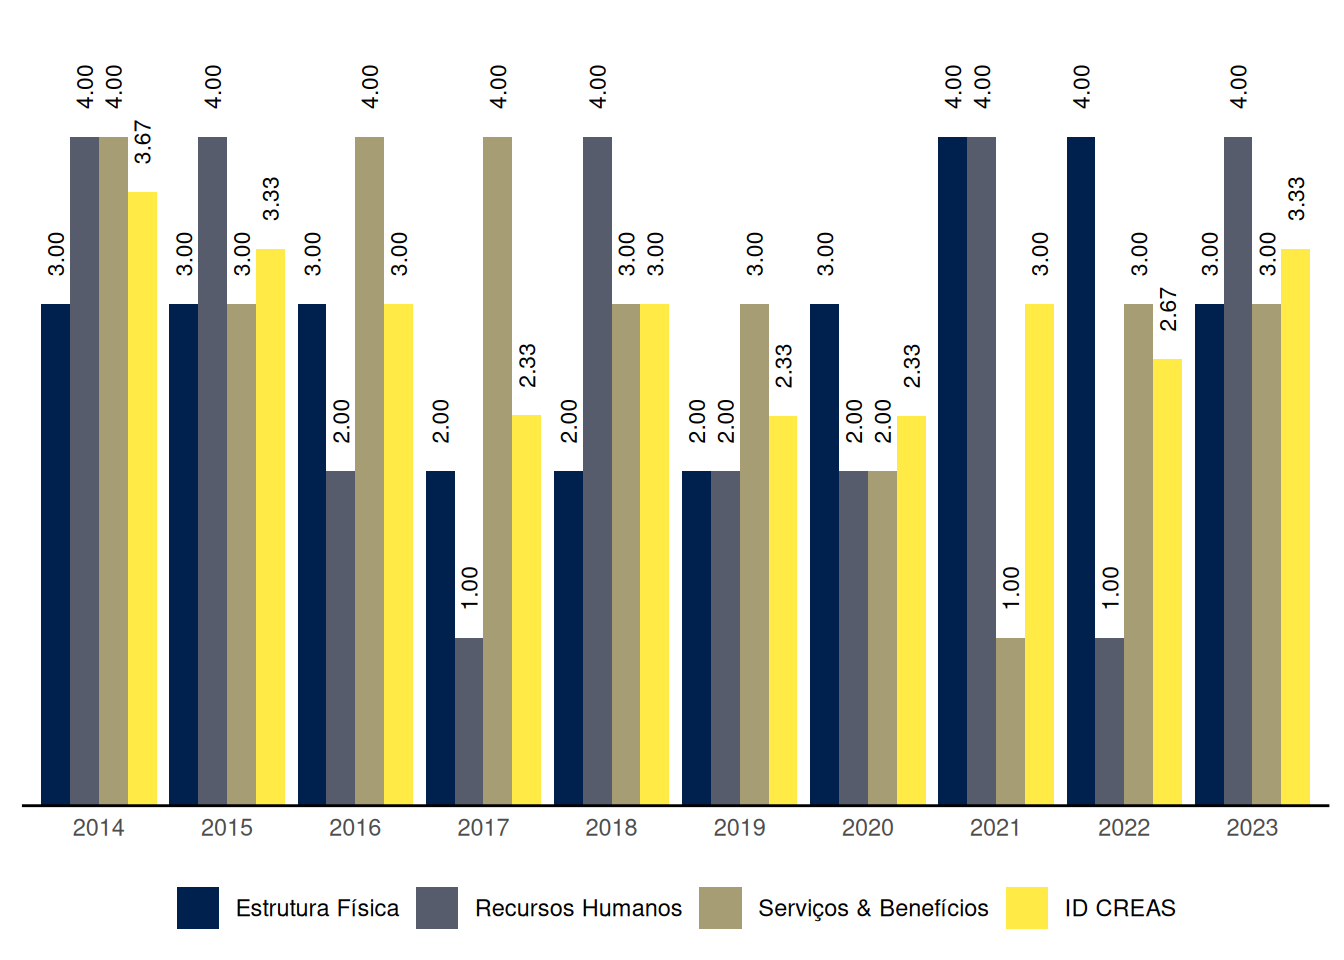 4.00 4.00 4.00 4.00 4.00 4.00 4.00 4.00 4.00 4.00
3.67
3.33 3.33
3.00 3.00 3.00 3.00 3.00 3.00 3.00 3.00 3.00 3.00 3.00 3.00 3.00
2.67
2.33 2.33 2.33
2.00 2.00 2.00 2.00 2.00 2.00 2.00
1.00 1.00 1.00
2014 2015 2016 2017 2018 2019 2020 2021 2022 2023
Estrutura Física Recursos Humanos Serviços & Benefícios ID CREAS